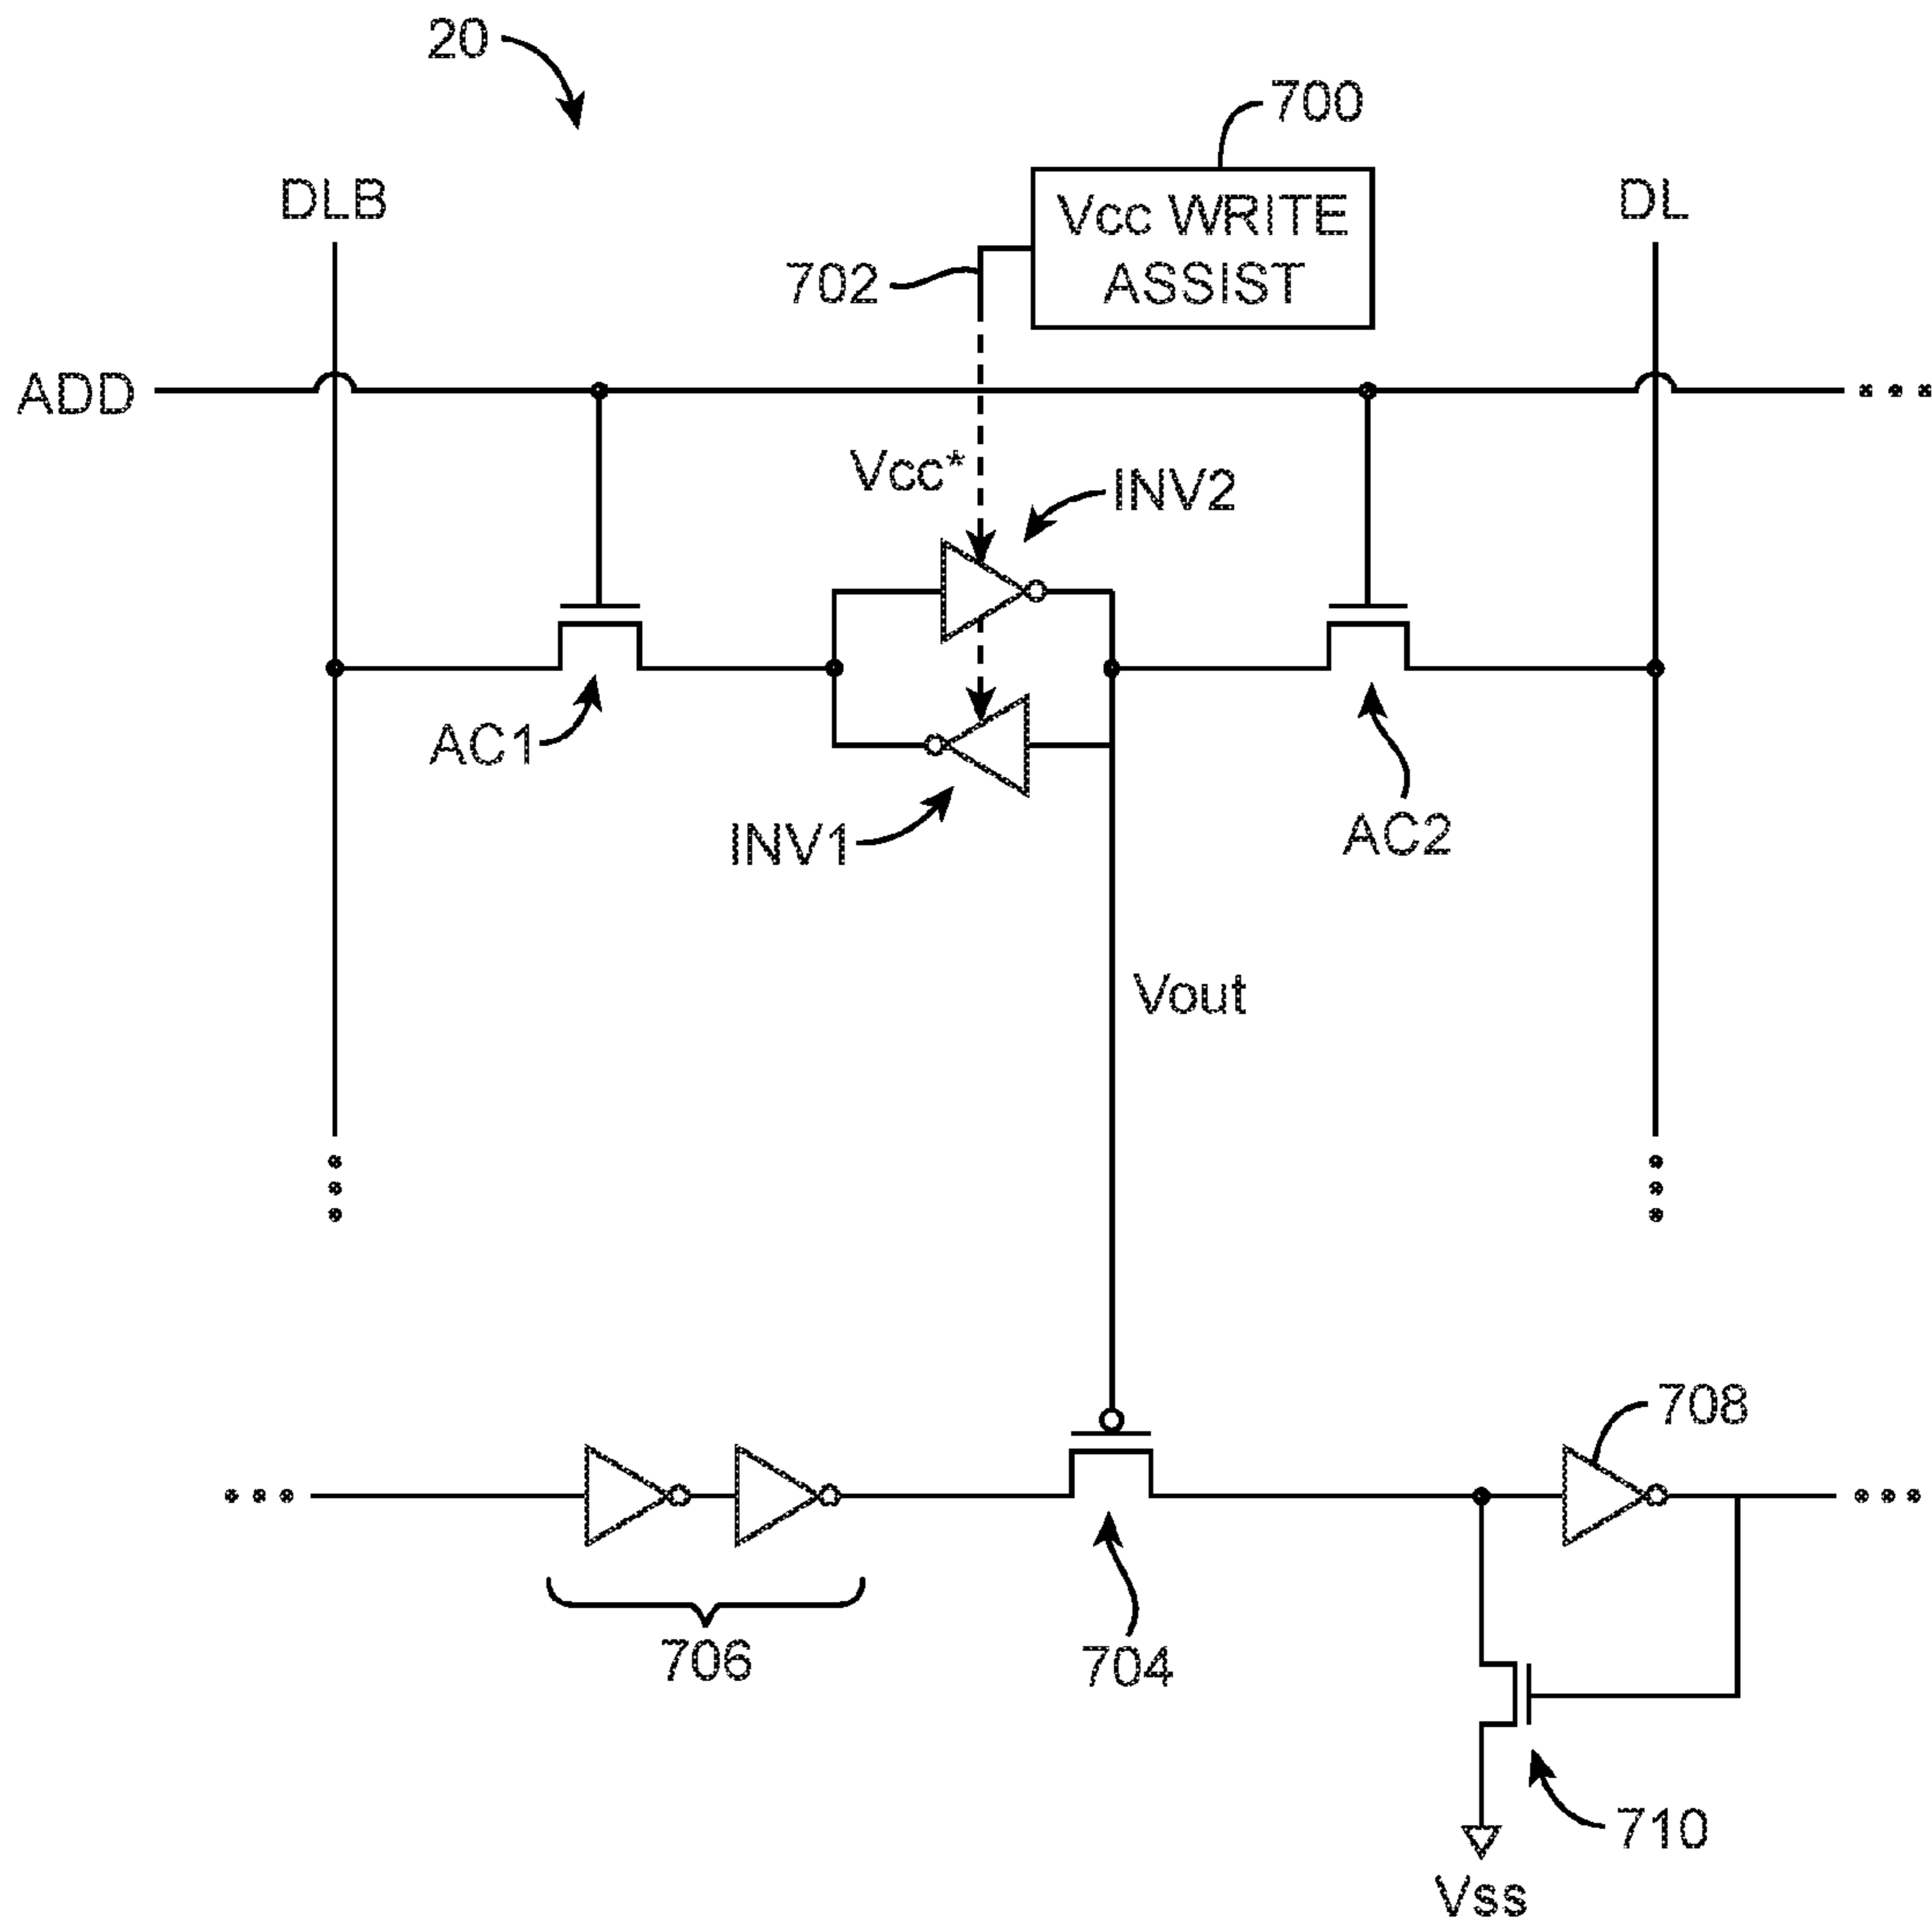 20
700
DLB
Vcc WRITE
ASSIST
DL
702
ADD
Vcc*
INV2
AC1
INV1
AC2
Vout
708
706
704
710
Vss